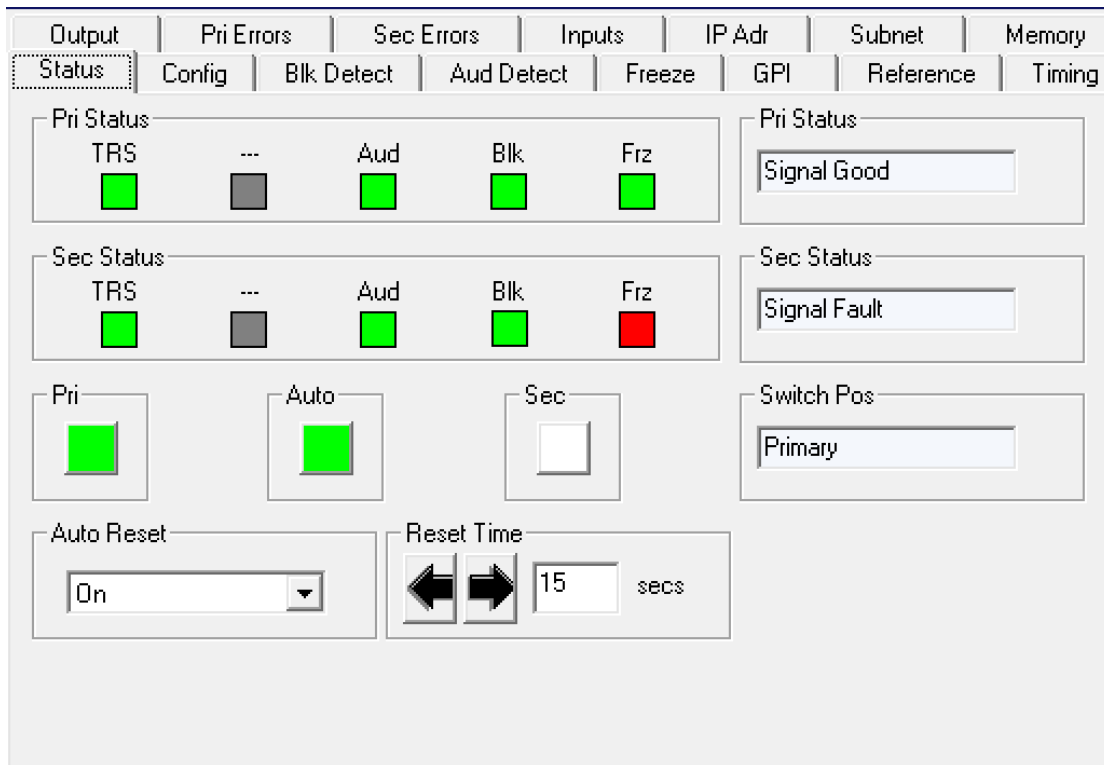 Output Pri Errors Sec Errors Inputs IP Adr Subnet Memory
Status Config Blk Detect Aud Detect Freeze GPI Reference Timing
Pri Status Pri Status
TRS --- Aud Blk Frz
Signal Good
Sec Status Sec Status
TRS --- Aud Blk Frz
Signal Fault
Pri Auto Sec Switch Pos
Primary
Auto Reset Reset Time
On 15 secs